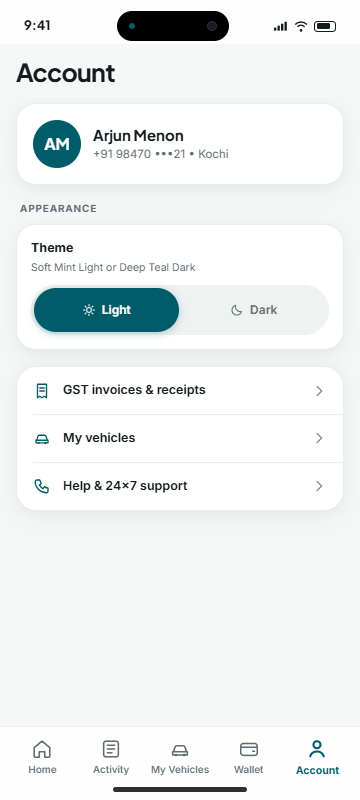 9:41
Account
AM
Arjun Menon
+91 98470 •••21 • Kochi
APPEARANCE
Theme
Soft Mint Light or Deep Teal Dark
Light
Dark
GST invoices & receipts
My vehicles
Help & 24×7 support
Home
Activity
My Vehicles
Wallet
Account